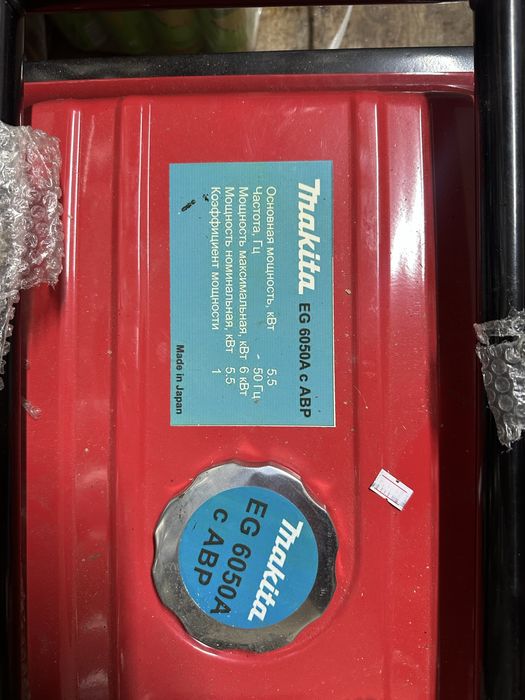 makita EG 6050A с АВР
Основная мощность, кВт 5.5
Частота, Гц - 50 Гц
Мощность максимальная, кВт 6 кВт
Мощность номинальная, кВт 5.5
Коэффициент мощности 1
Made in Japan
makita
EG 6050A
с АВР